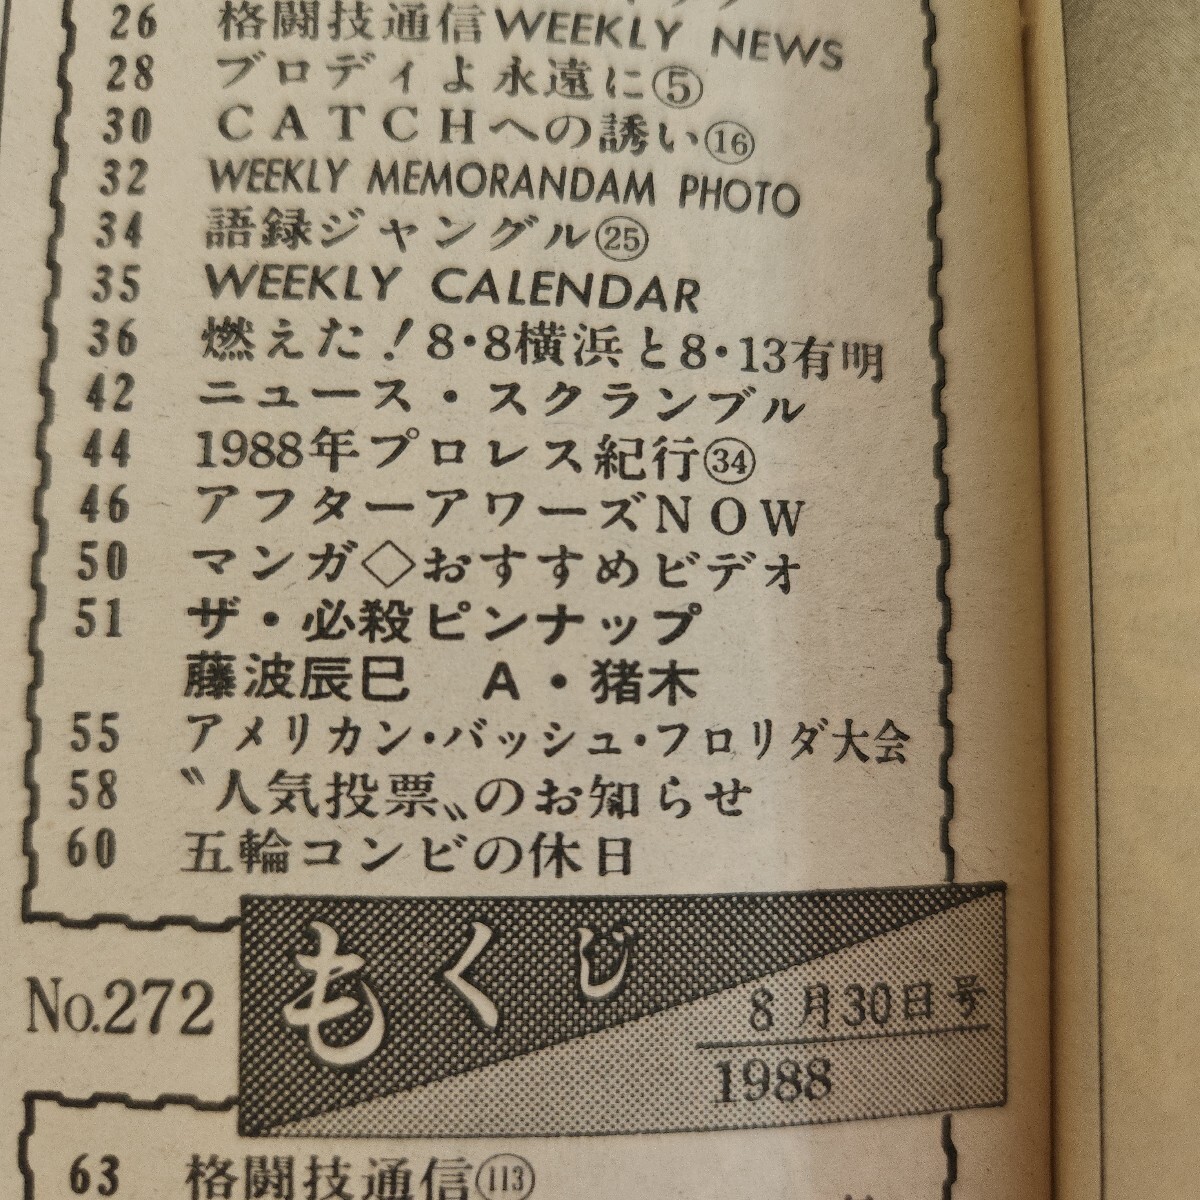 26 格闘技通信WEEKLY NEWS
28 ブロディよ永遠に⑤
30 CATCHへの誘い⑯
32 WEEKLY MEMORANDAM PHOTO
34 語録ジャングル㉕
35 WEEKLY CALENDAR
36 燃えた!8・8横浜と8・13有明
42 ニュース・スクランブル
44 1988年プロレス紀行㉞
46 アフターアワーズNOW
50 マンガ◇おすすめビデオ
51 ザ・必殺ピンナップ
藤波辰巳 A・猪木
55 アメリカン・バッシュ・フロリダ大会
58 〝人気投票〟のお知らせ
60 五輪コンビの休日
No.272
もくじ
8月30日号
1988
63 格闘技通信(113)